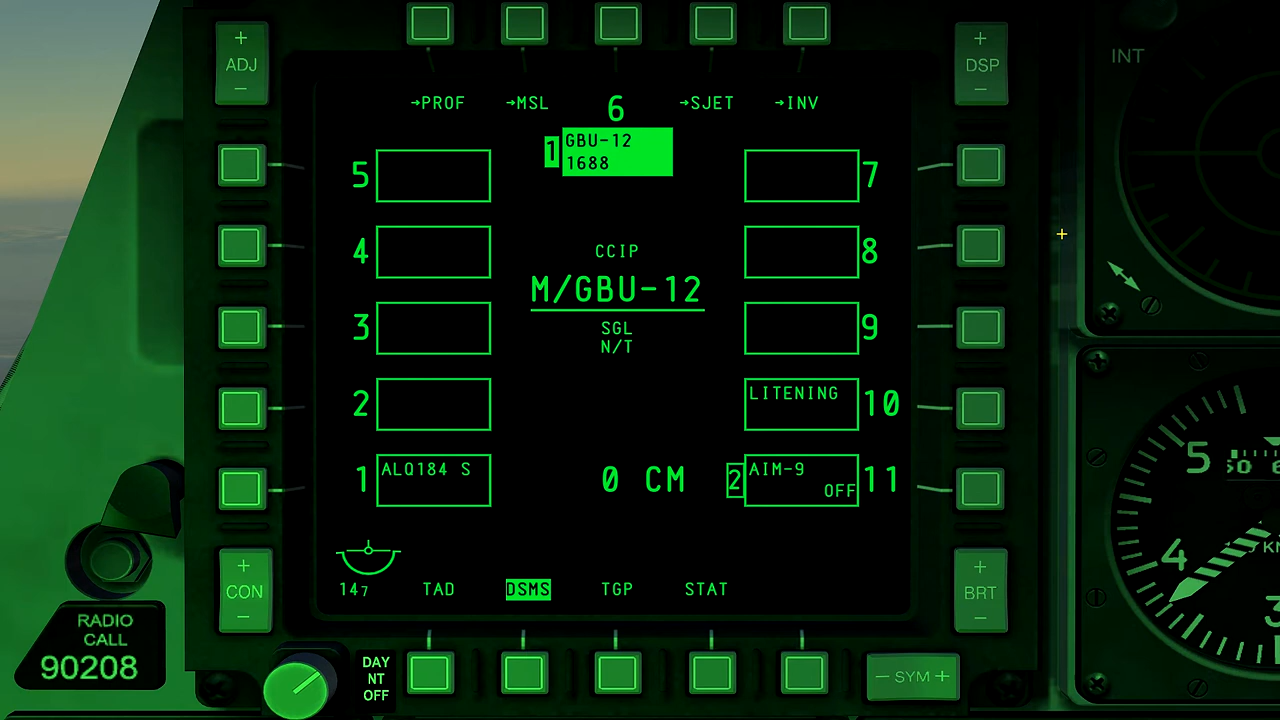 +
ADJ
−
+
DSP
−
INT
→PROF
→MSL
6
→SJET
→INV
1
GBU-12
1688
5
7
CCIP
4
8
M/GBU-12
SGL
N/T
3
9
2
LITENING
10
1
ALQ184 S
0 CM
2
AIM-9
OFF
11
5
4
3
147
TAD
DSMS
TGP
STAT
+
CON
−
+
BRT
−
RADIO
CALL
90208
DAY
NT
OFF
− SYM +